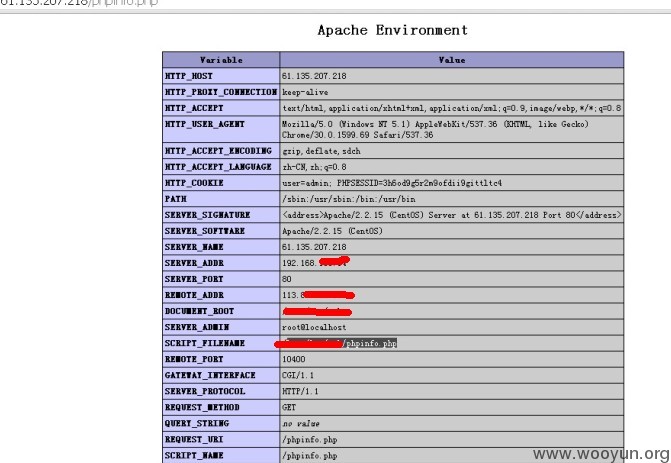 61.135.207.218/phpinfo.php
Apache Environment
Variable Value
HTTP_HOST 61.135.207.218
HTTP_PROXY_CONNECTION keep-alive
HTTP_ACCEPT text/html,application/xhtml+xml,application/xml;q=0.9,image/webp,*/*;q=0.8
HTTP_USER_AGENT Mozilla/5.0 (Windows NT 5.1) AppleWebKit/537.36 (KHTML, like Gecko)
Chrome/30.0.1599.69 Safari/537.36
HTTP_ACCEPT_ENCODING gzip,deflate,sdch
HTTP_ACCEPT_LANGUAGE zh-CN,zh;q=0.8
HTTP_COOKIE user=admin; PHPSESSID=3h6od9g5r2m9ofdii9gittltc4
PATH /sbin:/usr/sbin:/bin:/usr/bin
SERVER_SIGNATURE <address>Apache/2.2.15 (CentOS) Server at 61.135.207.218 Port 80</address>
SERVER_SOFTWARE Apache/2.2.15 (CentOS)
SERVER_NAME 61.135.207.218
SERVER_ADDR 192.168.
SERVER_PORT 80
REMOTE_ADDR 113.8
DOCUMENT_ROOT
SERVER_ADMIN root@localhost
SCRIPT_FILENAME /phpinfo.php
REMOTE_PORT 10400
GATEWAY_INTERFACE CGI/1.1
SERVER_PROTOCOL HTTP/1.1
REQUEST_METHOD GET
QUERY_STRING no value
REQUEST_URI /phpinfo.php
SCRIPT_NAME /phpinfo.php
www.wooyun.org